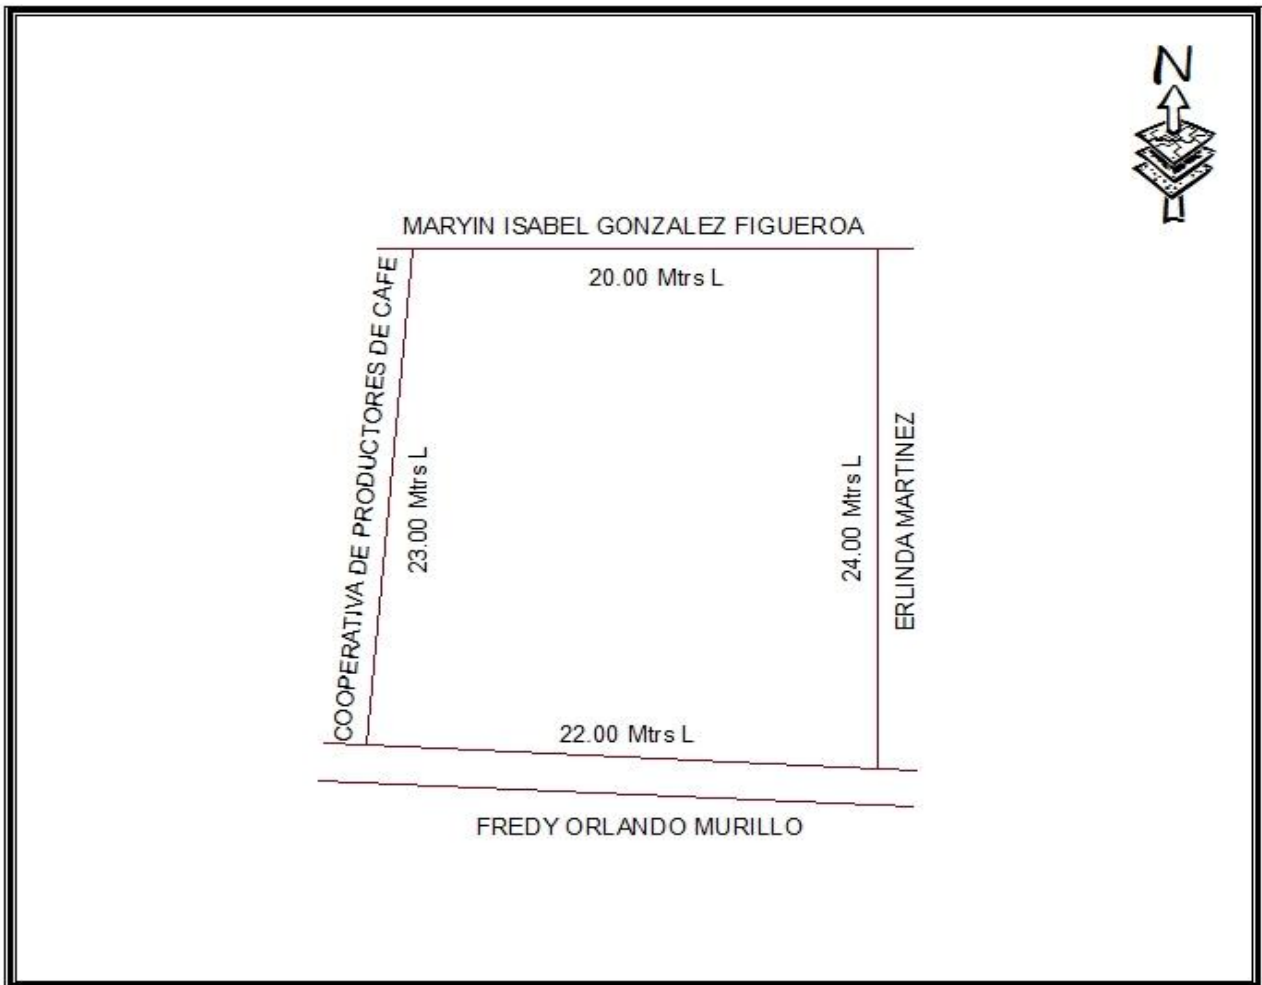 N
MARYIN ISABEL GONZALEZ FIGUEROA
20.00 Mtrs L
COOPERATIVA DE PRODUCTORES DE CAFE
23.00 Mtrs L
24.00 Mtrs L
ERLINDA MARTINEZ
22.00 Mtrs L
FREDY ORLANDO MURILLO